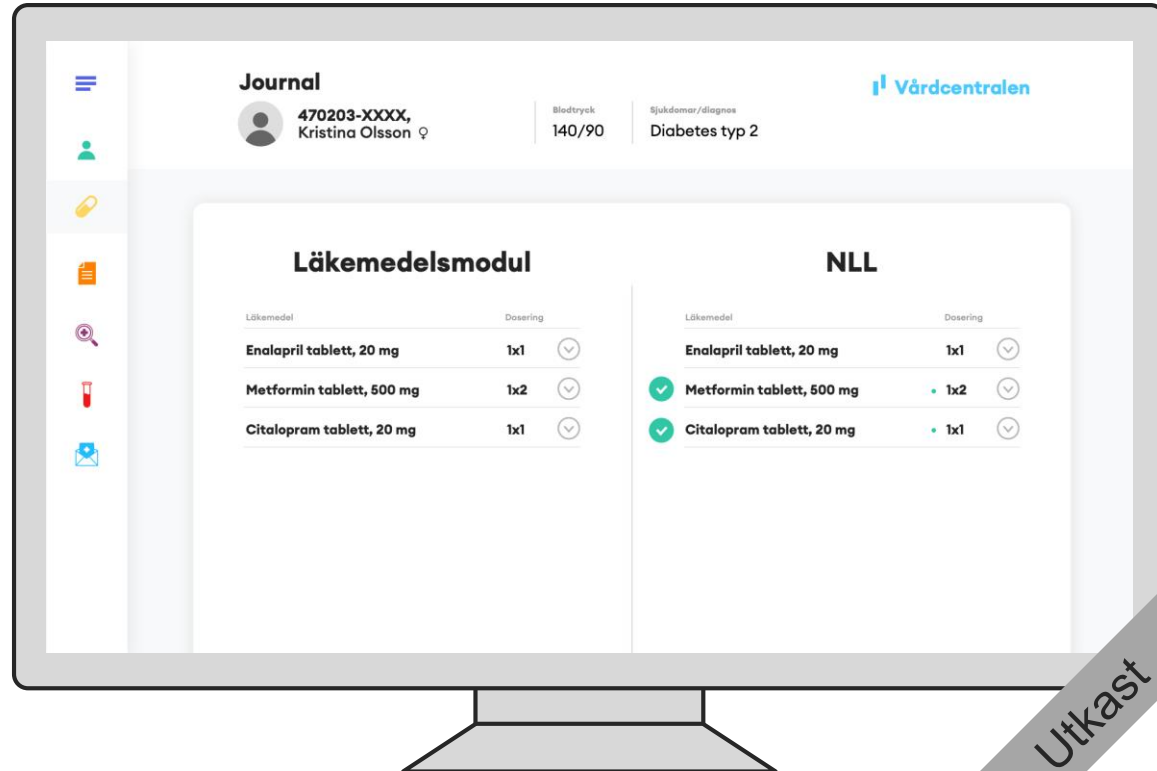 Journal
Vårdcentralen
470203-XXXX,
Kristina Olsson ♀
Blodtryck
140/90
Sjukdomar/diagnos
Diabetes typ 2
Läkemedelsmodul
Läkemedel Dosering
Enalapril tablett, 20 mg 1x1
Metformin tablett, 500 mg 1x2
Citalopram tablett, 20 mg 1x1
NLL
Läkemedel Dosering
Enalapril tablett, 20 mg 1x1
Metformin tablett, 500 mg 1x2
Citalopram tablett, 20 mg 1x1
Utkast